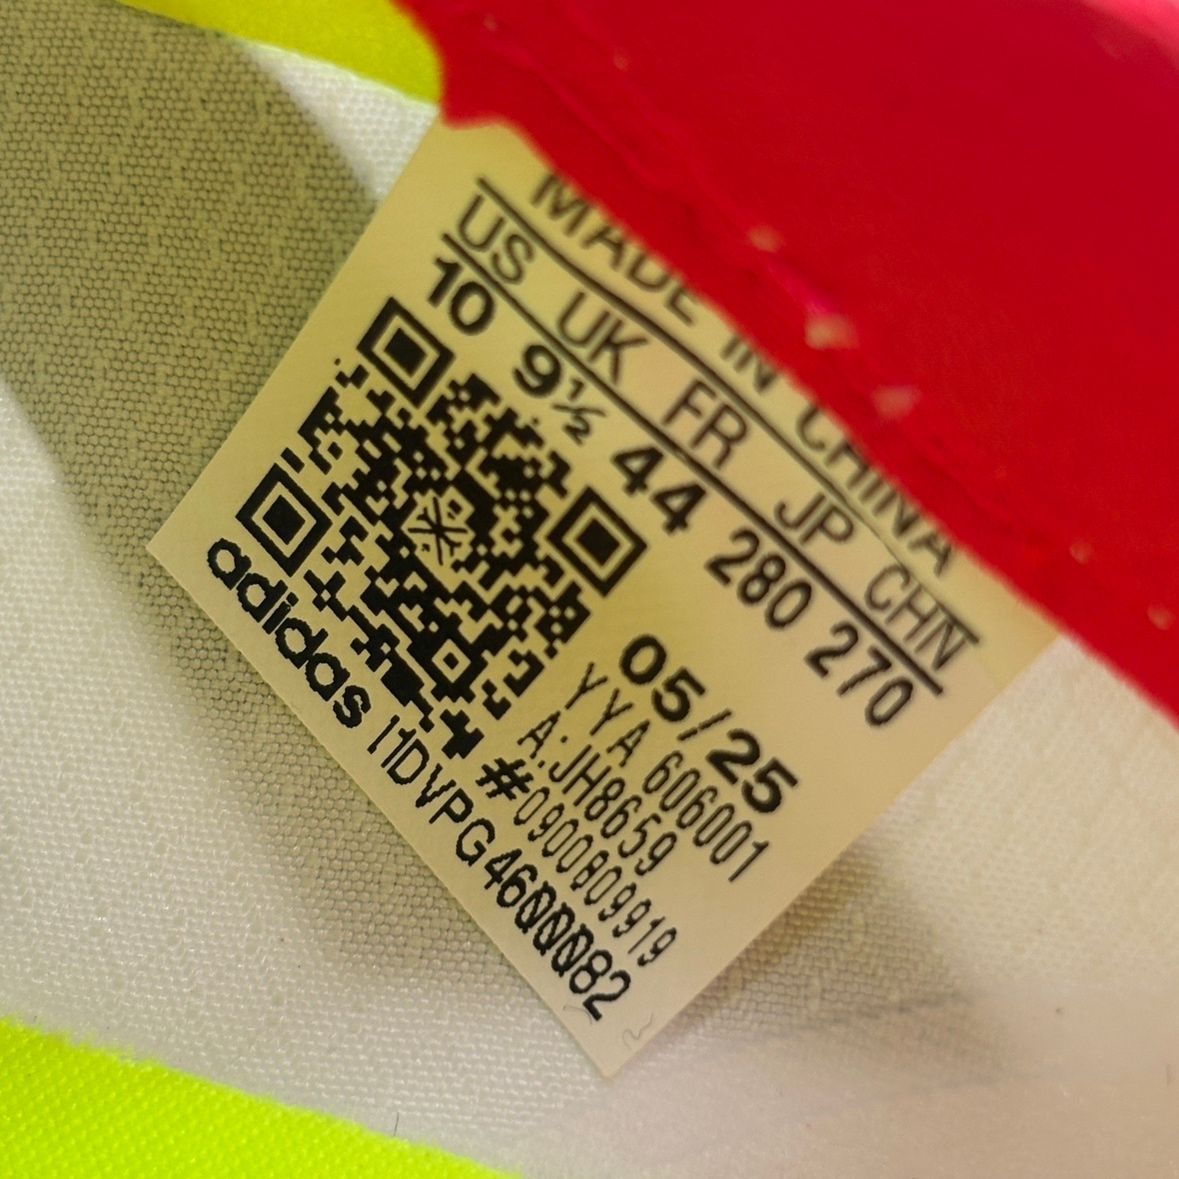 MADE IN CHINA
US UK FR JP CHN
10 9½ 44 280 270
05/25
YYA 606001
A:JH8659
#0900809919
adidas I1DVPG46000082